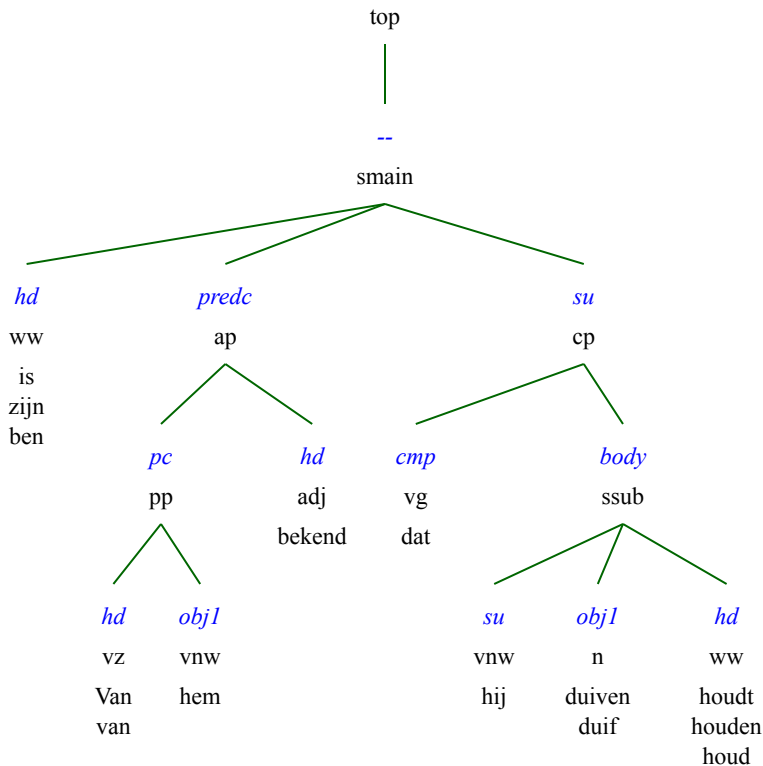 top
--
smain
hd predc su
ww ap cp
is
zijn
ben
pc hd cmp body
pp adj vg ssub
bekend dat
hd obj1 su obj1 hd
vz vnw vnw n ww
Van hem hij duiven houdt
van duif houden
houd